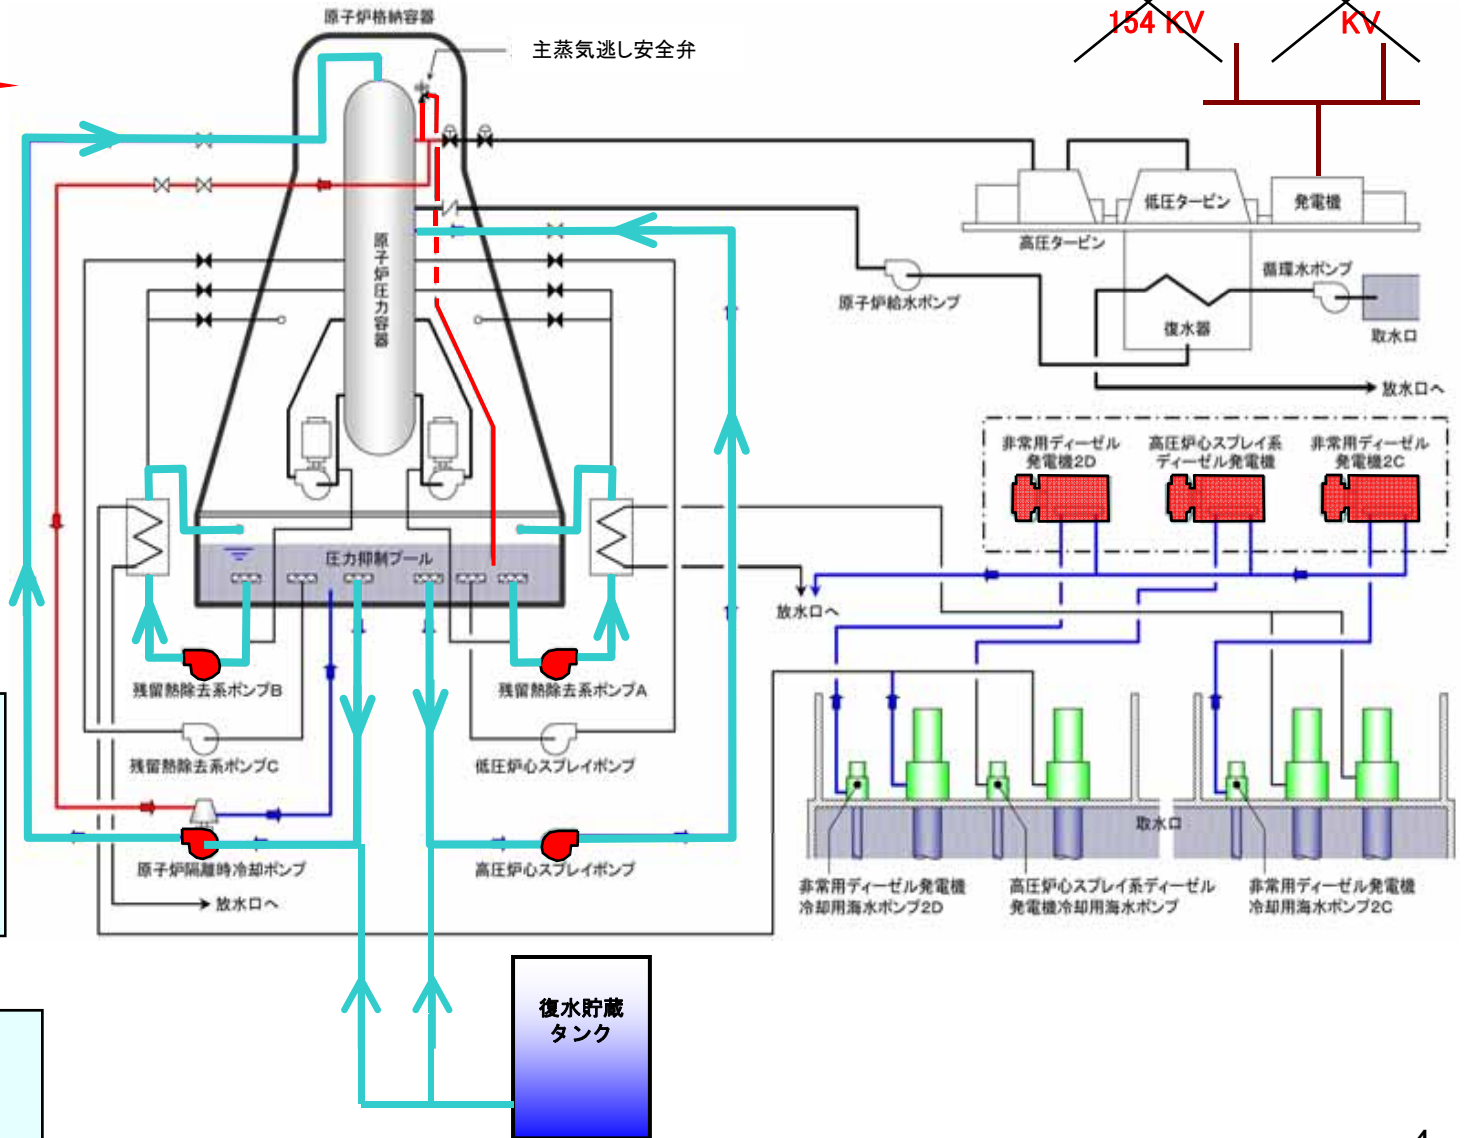 原子炉格納容器
154 KV
KV
主蒸気逃し安全弁
低圧タービン
発電機
高圧タービン
原子炉圧力容器
循環水ポンプ
原子炉給水ポンプ
復水器
取水口
放水口へ
非常用ディーゼル
発電機2D
高圧炉心スプレイ系
ディーゼル発電機
非常用ディーゼル
発電機2C
圧力抑制プール
放水口へ
残留熱除去系ポンプB
残留熱除去系ポンプA
残留熱除去系ポンプC
低圧炉心スプレイポンプ
取水口
原子炉隔離時冷却ポンプ
高圧炉心スプレイポンプ
放水口へ
非常用ディーゼル発電機
冷却用海水ポンプ2D
高圧炉心スプレイ系ディーゼル
発電機冷却用海水ポンプ
非常用ディーゼル発電機
冷却用海水ポンプ2C
復水貯蔵
タンク